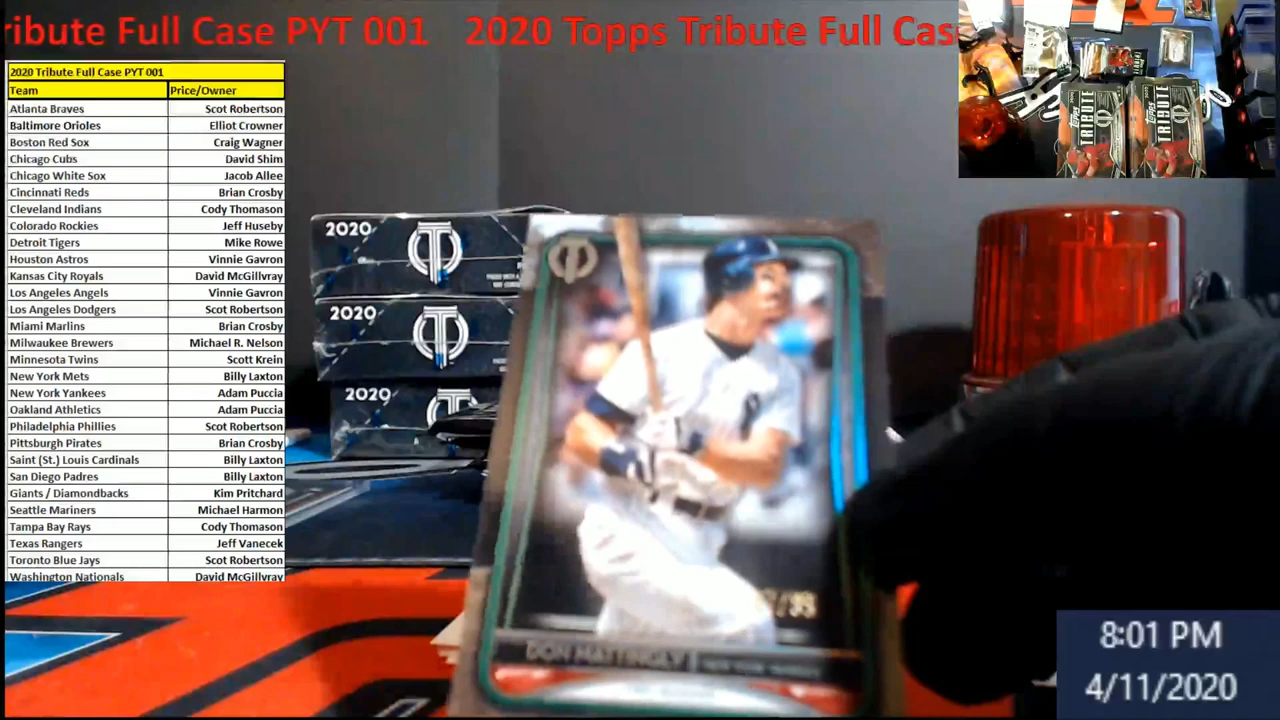 ribute Full Case PYT 001 2020 Topps Tribute Full Cas
2020 Tribute Full Case PYT 001
Team Price/Owner
Atlanta Braves Scot Robertson
Baltimore Orioles Elliot Crowner
Boston Red Sox Craig Wagner
Chicago Cubs David Shim
Chicago White Sox Jacob Allee
Cincinnati Reds Brian Crosby
Cleveland Indians Cody Thomason
Colorado Rockies Jeff Huseby
Detroit Tigers Mike Rowe
Houston Astros Vinnie Gavron
Kansas City Royals David McGillvray
Los Angeles Angels Vinnie Gavron
Los Angeles Dodgers Scot Robertson
Miami Marlins Brian Crosby
Milwaukee Brewers Michael R. Nelson
Minnesota Twins Scott Krein
New York Mets Billy Laxton
New York Yankees Adam Puccia
Oakland Athletics Adam Puccia
Philadelphia Phillies Scot Robertson
Pittsburgh Pirates Brian Crosby
Saint (St.) Louis Cardinals Billy Laxton
San Diego Padres Billy Laxton
Giants / Diamondbacks Kim Pritchard
Seattle Mariners Michael Harmon
Tampa Bay Rays Cody Thomason
Texas Rangers Jeff Vanecek
Toronto Blue Jays Scot Robertson
Washington Nationals David McGillvray
topps TRIBUTE
topps TRIBUTE
2020
2020
2020
DON MATTINGLY
8:01 PM
4/11/2020